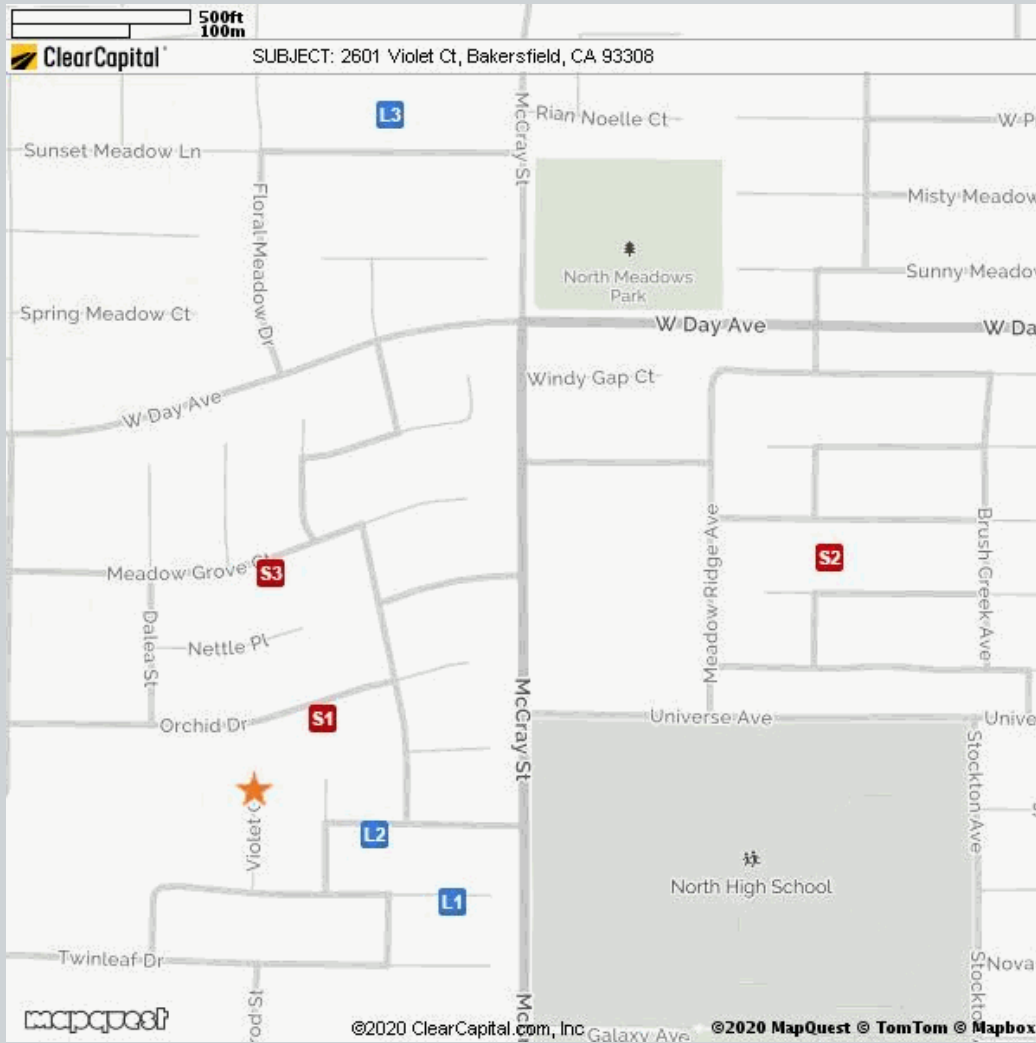 500ft
100m
ClearCapital
SUBJECT: 2601 Violet Ct, Bakersfield, CA 93308
L3
McCray St
Rian Noelle Ct
W P
Sunset Meadow Ln
Floral Meadow Dr
Misty Meadow
North Meadows
Park
Sunny Meado
Spring Meadow Ct
W Day Ave
W Da
Windy Gap Ct
W Day Ave
Meadow Ridge Ave
Brush Creek Ave
S2
Meadow Grove Ct
S3
Dalea St
Nettle Pl
McCray St
Orchid Dr
S1
Universe Ave
Unive
Stockton Ave
Violet C
L2
North High School
L1
Twinleaf Dr
Stockto
Nova
od St
Mc
mapquest
©2020 ClearCapital.com, Inc
Galaxy Ave
©2020 MapQuest © TomTom © Mapbox